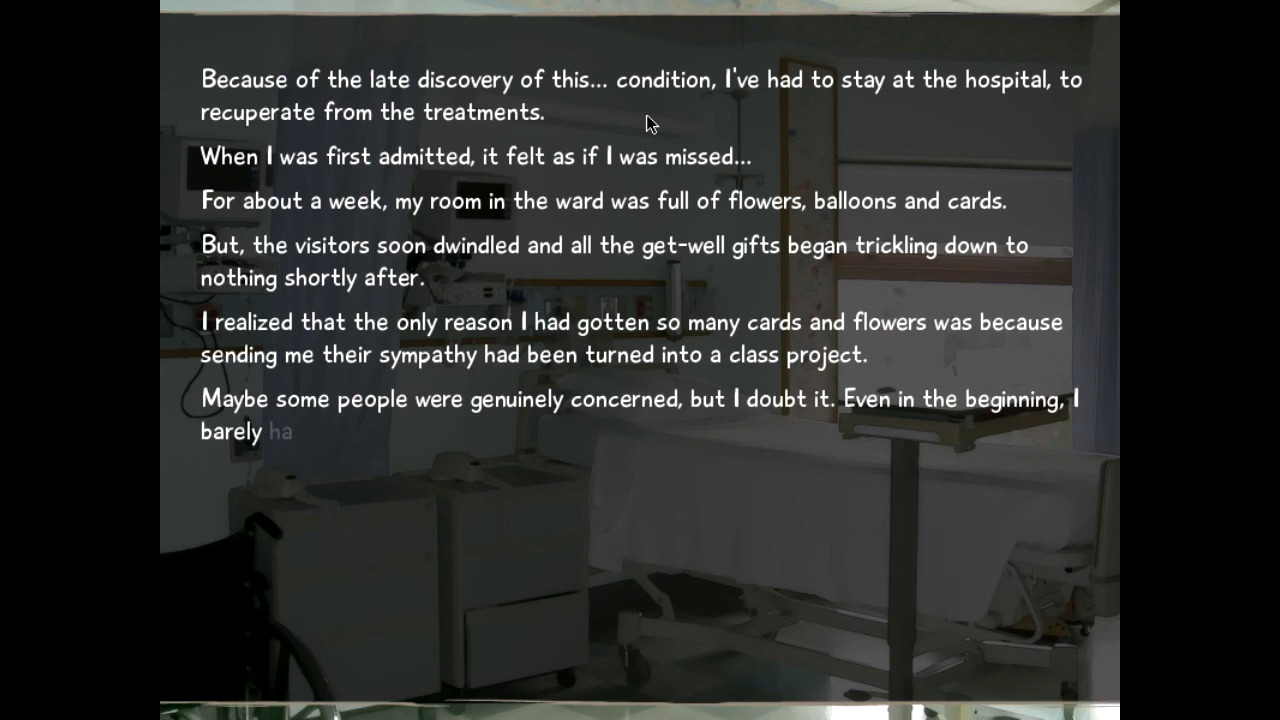 Because of the late discovery of this... condition, I've had to stay at the hospital, to
recuperate from the treatments.
When I was first admitted, it felt as if I was missed...
For about a week, my room in the ward was full of flowers, balloons and cards.
But, the visitors soon dwindled and all the get-well gifts began trickling down to
nothing shortly after.
I realized that the only reason I had gotten so many cards and flowers was because
sending me their sympathy had been turned into a class project.
Maybe some people were genuinely concerned, but I doubt it. Even in the beginning, I
barely ha